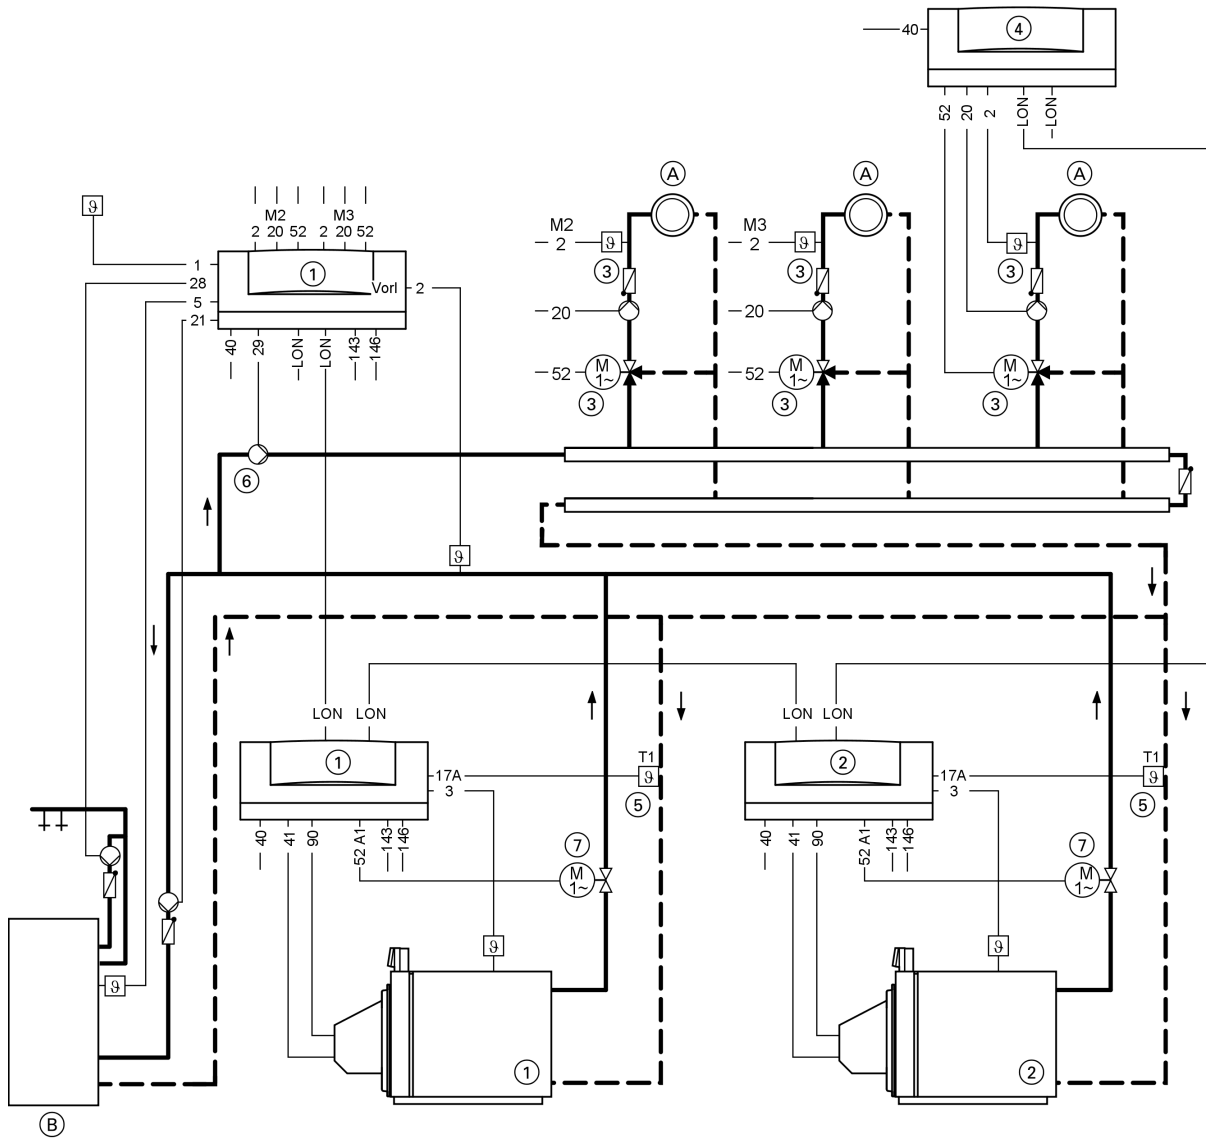 40 4
52 20 2 LON LON
A A A
ϑ
M2 M3
2 20 52 2 20 52
M2
2 ϑ
M3
2 ϑ
ϑ
1
28
5
21
1
Vorl 2
3 3 3
20 20
40 29 LON LON 143 146
52 M 1~
52 M 1~
M 1~
3 3 3
6
ϑ
LON LON
LON LON
1
17A
3
T1
ϑ
5
2
17A
3
T1
ϑ
5
40 41 90 52 A1 143 146
40 41 90 52 A1 143 146
7
M 1~
7
M 1~
ϑ ϑ
ϑ
1 2
B